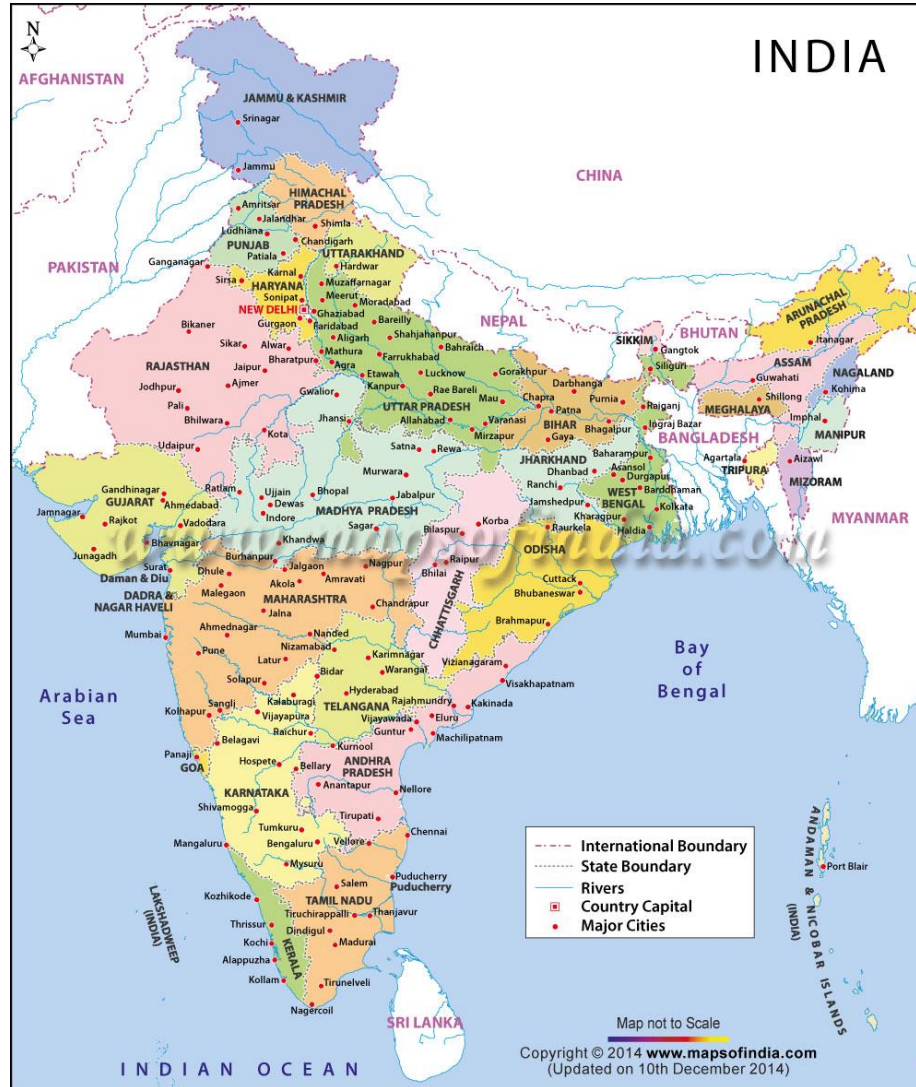 N
INDIA
AFGHANISTAN
JAMMU & KASHMIR
Srinagar
Jammu
CHINA
HIMACHAL
PRADESH
Amritsar
Jalandhar
Shimla
Ludhiana
PUNJAB
Chandigarh
Patiala
UTTARAKHAND
PAKISTAN
Ganganagar
Karnal
Hardwar
Sirsa
HARYANA
Muzaffarnagar
Sonipat
Meerut
Moradabad
NEW DELHI
Ghaziabad
Gurgaon
Faridabad
Bareilly
NEPAL
BHUTAN
ARUNACHAL
PRADESH
Itanagar
Bikaner
Aligarh
Shahjahanpur
SIKKIM
Gangtok
ASSAM
Sikar
Alwar
Mathura
Farrukhabad
Bahraich
Siliguri
NAGALAND
RAJASTHAN
Jaipur
Bharatpur
Agra
Etawah
Lucknow
Gorakhpur
Guwahati
Kohima
Jodhpur
Ajmer
Gwalior
Kanpur
Rae Bareli
Darbhanga
Shillong
MEGHALAYA
Pali
UTTAR PRADESH
Mau
Chapra
Purnia
Raiganj
Imphal
Bhilwara
Jhansi
Allahabad
Varanasi
Patna
BIHAR
Ingraj Bazar
MANIPUR
Kota
Mirzapur
Gaya
Bhagalpur
BANGLADESH
Udaipur
Satna
Rewa
JHARKHAND
Baharampur
Agartala
Aizawl
Murwara
Dhanbad
Asansol
TRIPURA
Durgapur
MIZORAM
Gandhinagar
Ratlam
Ujjain
Bhopal
Jabalpur
Ranchi
WEST
BENGAL
Barddhaman
GUJARAT
Ahmedabad
Dewas
MADHYA PRADESH
Jamshedpur
Kolkata
MYANMAR
Jamnagar
Rajkot
Vadodara
Indore
Sagar
Bilaspur
Korba
Kharagpur
Raurkela
Haldia
www.mapsofindia.com
Bhavnagar
Khandwa
ODISHA
Junagadh
Burhanpur
Raipur
Surat
Jalgaon
Nagpur
Bhilai
Daman & Diu
Dhule
Akola
Amravati
Cuttack
DADRA &
NAGAR HAVELI
Malegaon
MAHARASHTRA
Chandrapur
CHHATTISGARH
Bhubaneswar
Jalna
Mumbai
Ahmednagar
Nanded
Brahmapur
Pune
Nizamabad
Karimnagar
Bay
of
Bengal
Latur
Bidar
Warangal
Vizianagaram
Arabian
Sea
Solapur
Hyderabad
Visakhapatnam
Kalaburagi
TELANGANA
Rajahmundry
Kakinada
Kolhapur
Sangli
Vijayapura
Vijayawada
Eluru
Raichur
Guntur
Machilipatnam
Belagavi
Kurnool
Panaji
GOA
Hospete
Bellary
ANDHRA
PRADESH
KARNATAKA
Anantapur
Nellore
Shivamogga
Tirupati
Tumkuru
Chennai
Mangaluru
Bengaluru
Vellore
Mysuru
Puducherry
Puducherry
Salem
Kozhikode
TAMIL NADU
LAKSHADWEEP
(INDIA)
Thrissur
Tiruchirappalli
Thanjavur
Dindigul
Kochi
KERALA
Madurai
Alappuzha
Kollam
Tirunelveli
Nagercoil
SRI LANKA
INDIAN OCEAN
ANDAMAN & NICOBAR ISLANDS
(INDIA)
Port Blair
International Boundary
State Boundary
Rivers
Country Capital
Major Cities
Map not to Scale
Copyright © 2014 www.mapsofindia.com
(Updated on 10th December 2014)